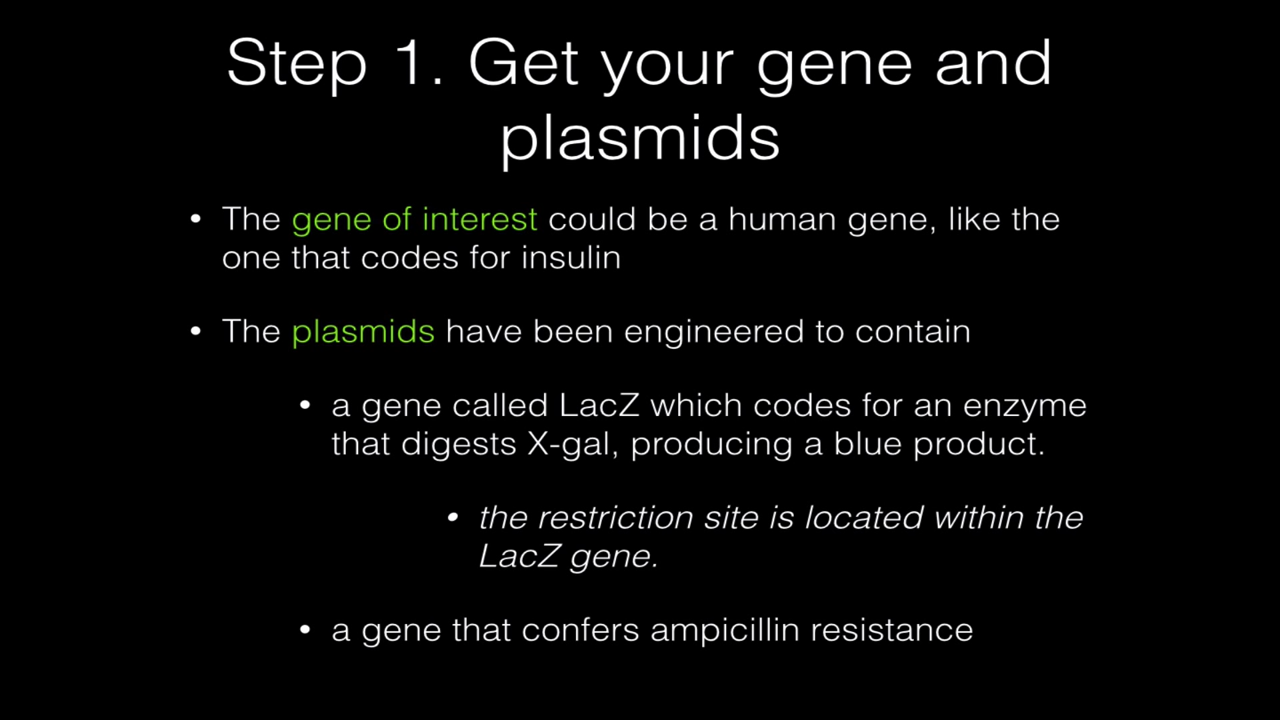 Step 1. Get your gene and
plasmids
• The gene of interest could be a human gene, like the
one that codes for insulin
• The plasmids have been engineered to contain
• a gene called LacZ which codes for an enzyme
that digests X-gal, producing a blue product.
• the restriction site is located within the
LacZ gene.
• a gene that confers ampicillin resistance